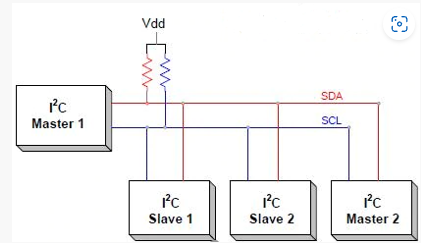 Vdd
SDA
SCL
I²C
Master 1
I²C
Slave 1
I²C
Slave 2
I²C
Master 2